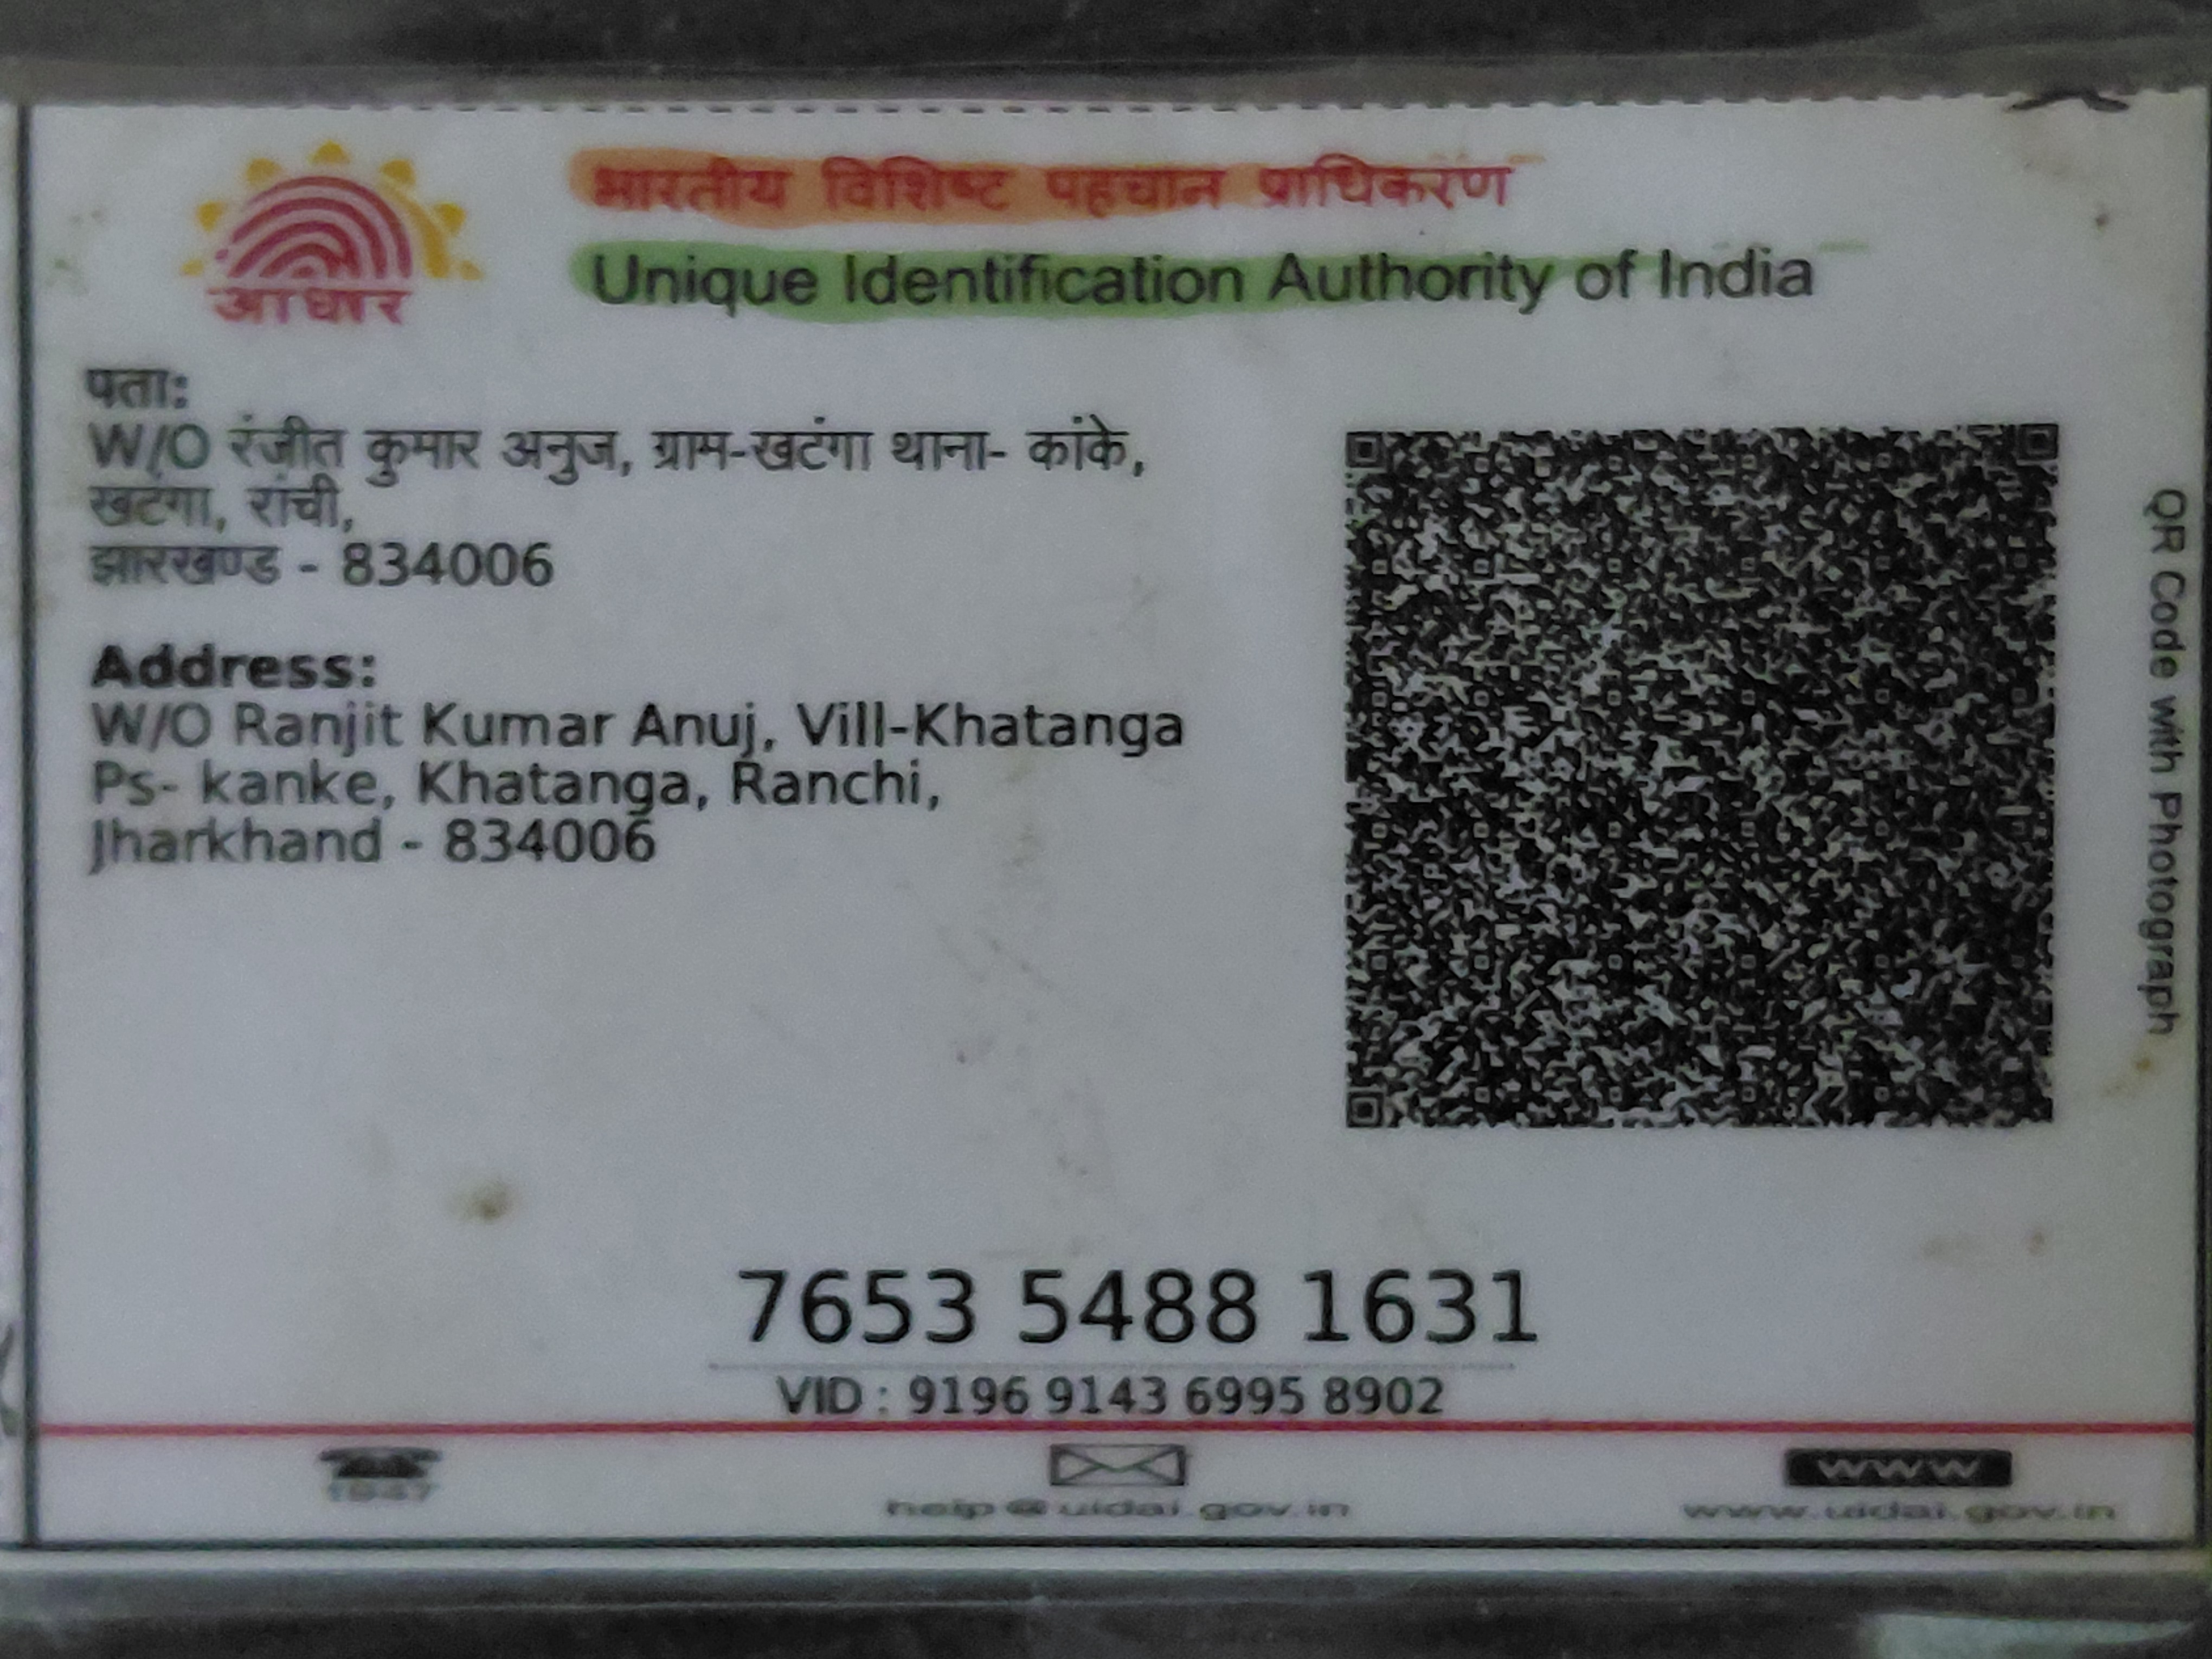 आधार
भारतीय विशिष्ट पहचान प्राधिकरण
Unique Identification Authority of India
पता:
W/O रंजीत कुमार अनुज, ग्राम-खटंगा थाना- कांके,
खटंगा, रांची,
झारखण्ड - 834006
Address:
W/O Ranjit Kumar Anuj, Vill-Khatanga
Ps- kanke, Khatanga, Ranchi,
Jharkhand - 834006
QR Code with Photograph
7653 5488 1631
VID : 9196 9143 6995 8902
1947
help@uidai.gov.in
WWW
www.uidai.gov.in